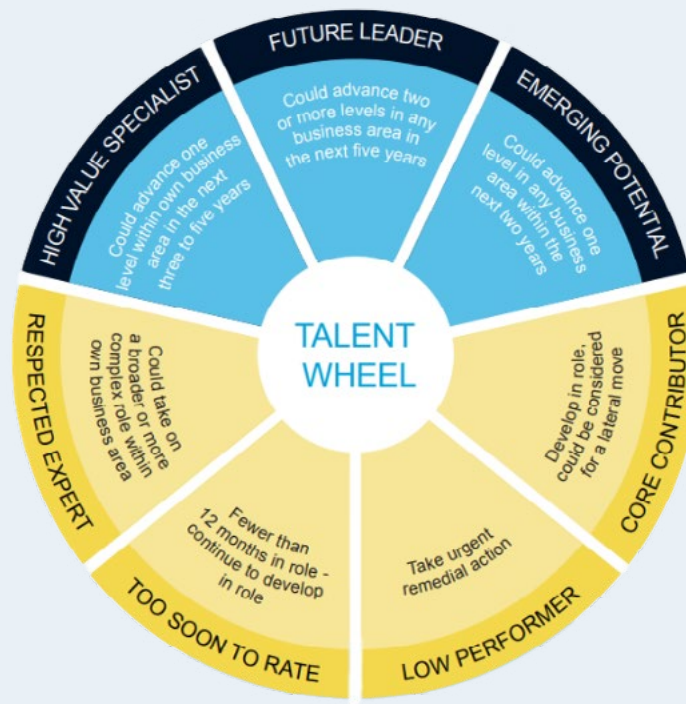 TALENT
WHEEL
FUTURE LEADER
Could advance two
or more levels in any
business area in
the next five years
EMERGING POTENTIAL
Could advance one
level in any business
area within the
next two years
CORE CONTRIBUTOR
Develop in role,
could be considered
for a lateral move
LOW PERFORMER
Take urgent
remedial action
TOO SOON TO RATE
Fewer than
12 months in role -
continue to develop
in role
RESPECTED EXPERT
Could take on
a broader or more
complex role within
own business area
HIGH VALUE SPECIALIST
Could advance one
level within own business
area in the next
three to five years